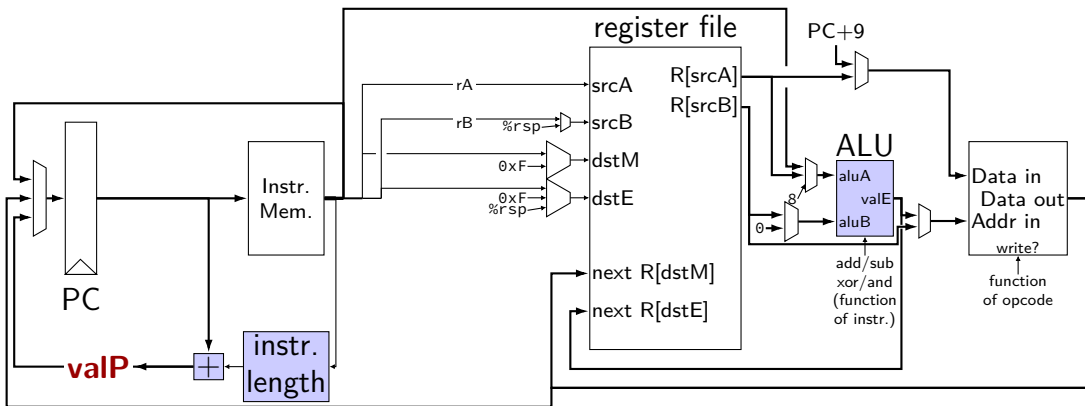 register file
PC+9
R[srcA]
rA
srcA
R[srcB]
rB
srcB
%rsp
ALU
Instr.
Mem.
dstM
0xF
aluA
Data in
8
valE
Data out
dstE
0xF
%rsp
0
aluB
Addr in
write?
add/sub
xor/and
(function
of instr.)
function
of opcode
next R[dstM]
PC
next R[dstE]
valP
+
instr.
length